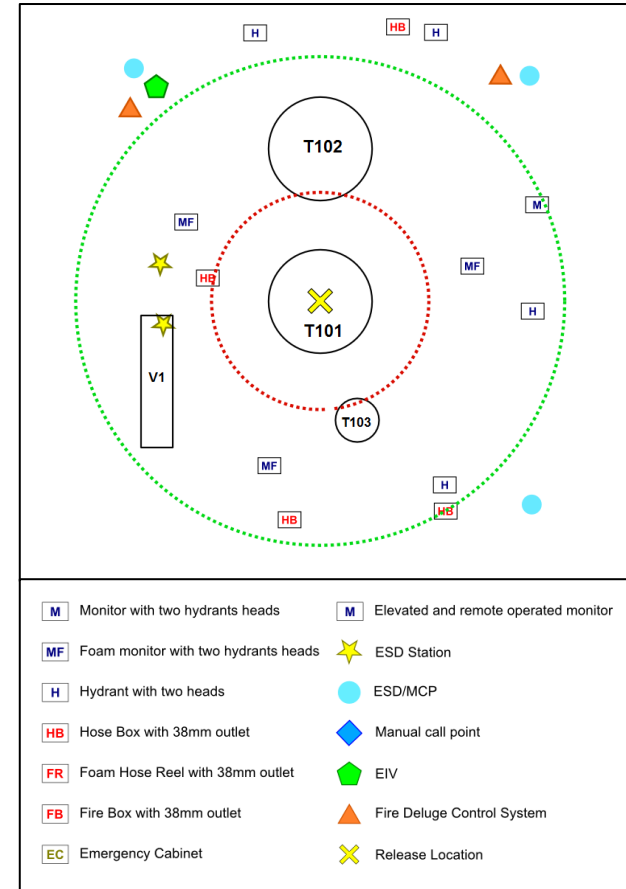 HB
H
H
T102
MF
M
MF
HB
H
T101
V1
T103
MF
H
HB
HB
M Monitor with two hydrants heads
M Elevated and remote operated monitor
MF Foam monitor with two hydrants heads
ESD Station
H Hydrant with two heads
ESD/MCP
HB Hose Box with 38mm outlet
Manual call point
FR Foam Hose Reel with 38mm outlet
EIV
FB Fire Box with 38mm outlet
Fire Deluge Control System
EC Emergency Cabinet
Release Location